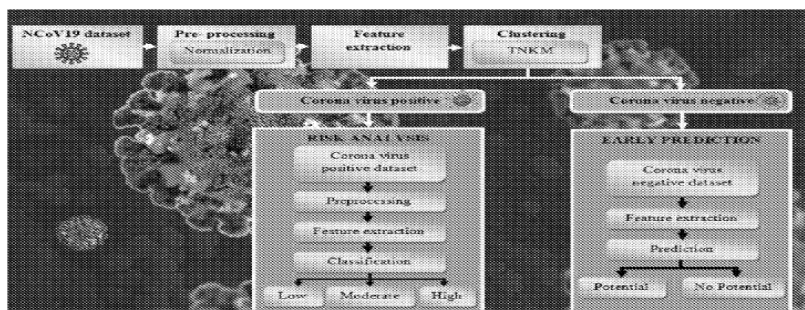 NCoV19 dataset
Pre- processing
Normalization
Feature
extraction
Clustering
TNKM
Corona virus positive
Corona virus negative
RISK ANALYSIS
Corona virus
positive dataset
Preprocessing
Feature extraction
Classification
Low
Moderate
High
EARLY PREDICTION
Corona virus
negative dataset
Feature extraction
Prediction
Potential
No Potential